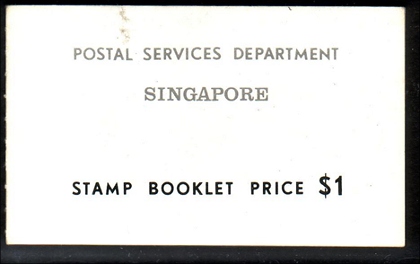 POSTAL SERVICES DEPARTMENT
SINGAPORE
STAMP BOOKLET PRICE $1